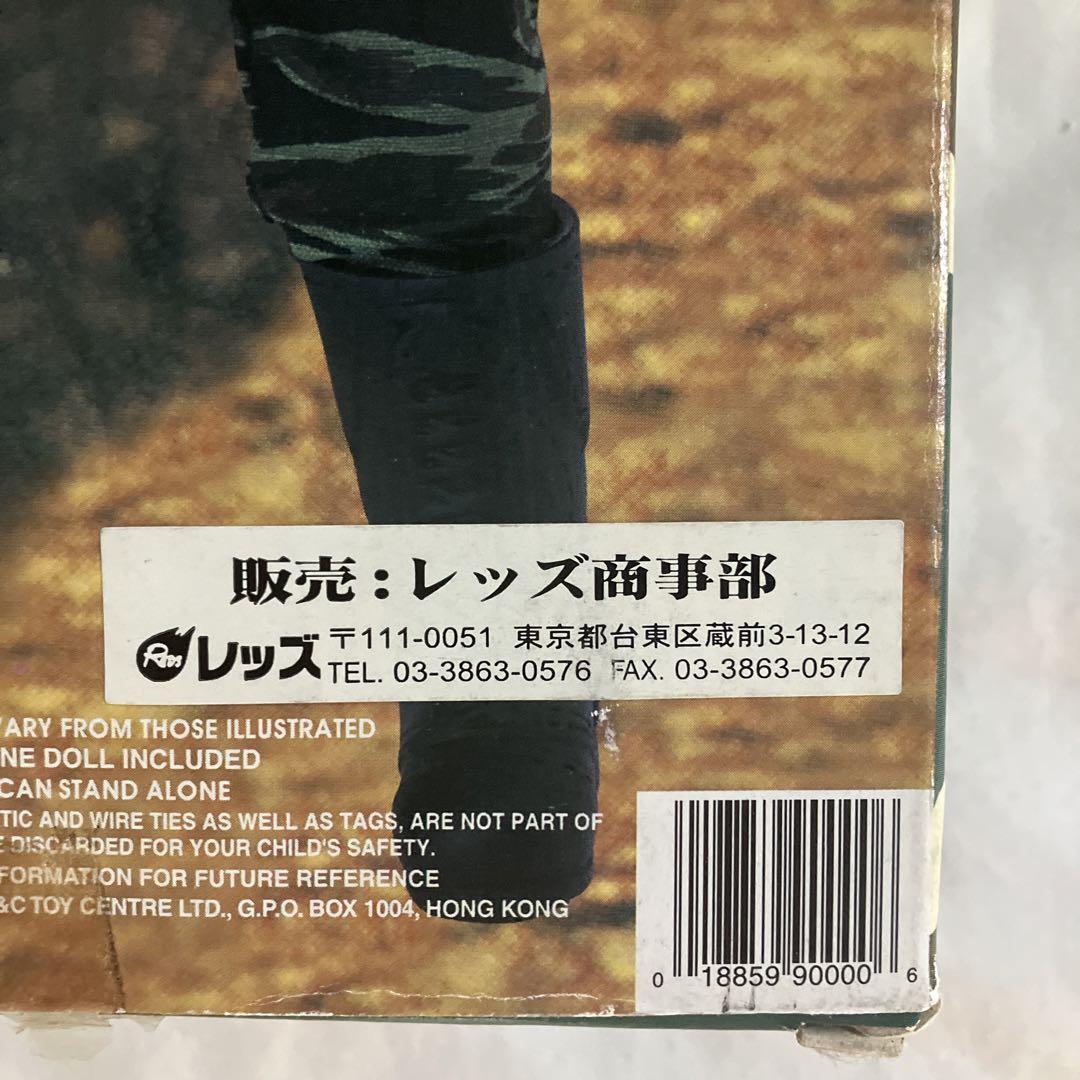 販売:レッズ商事部
REDS レッズ 〒111-0051 東京都台東区蔵前3-13-12
TEL. 03-3863-0576 FAX. 03-3863-0577
VARY FROM THOSE ILLUSTRATED
NE DOLL INCLUDED
CAN STAND ALONE
TIC AND WIRE TIES AS WELL AS TAGS, ARE NOT PART OF
E DISCARDED FOR YOUR CHILD'S SAFETY.
FORMATION FOR FUTURE REFERENCE
&C TOY CENTRE LTD., G.P.O. BOX 1004, HONG KONG
0 18859 90000 6